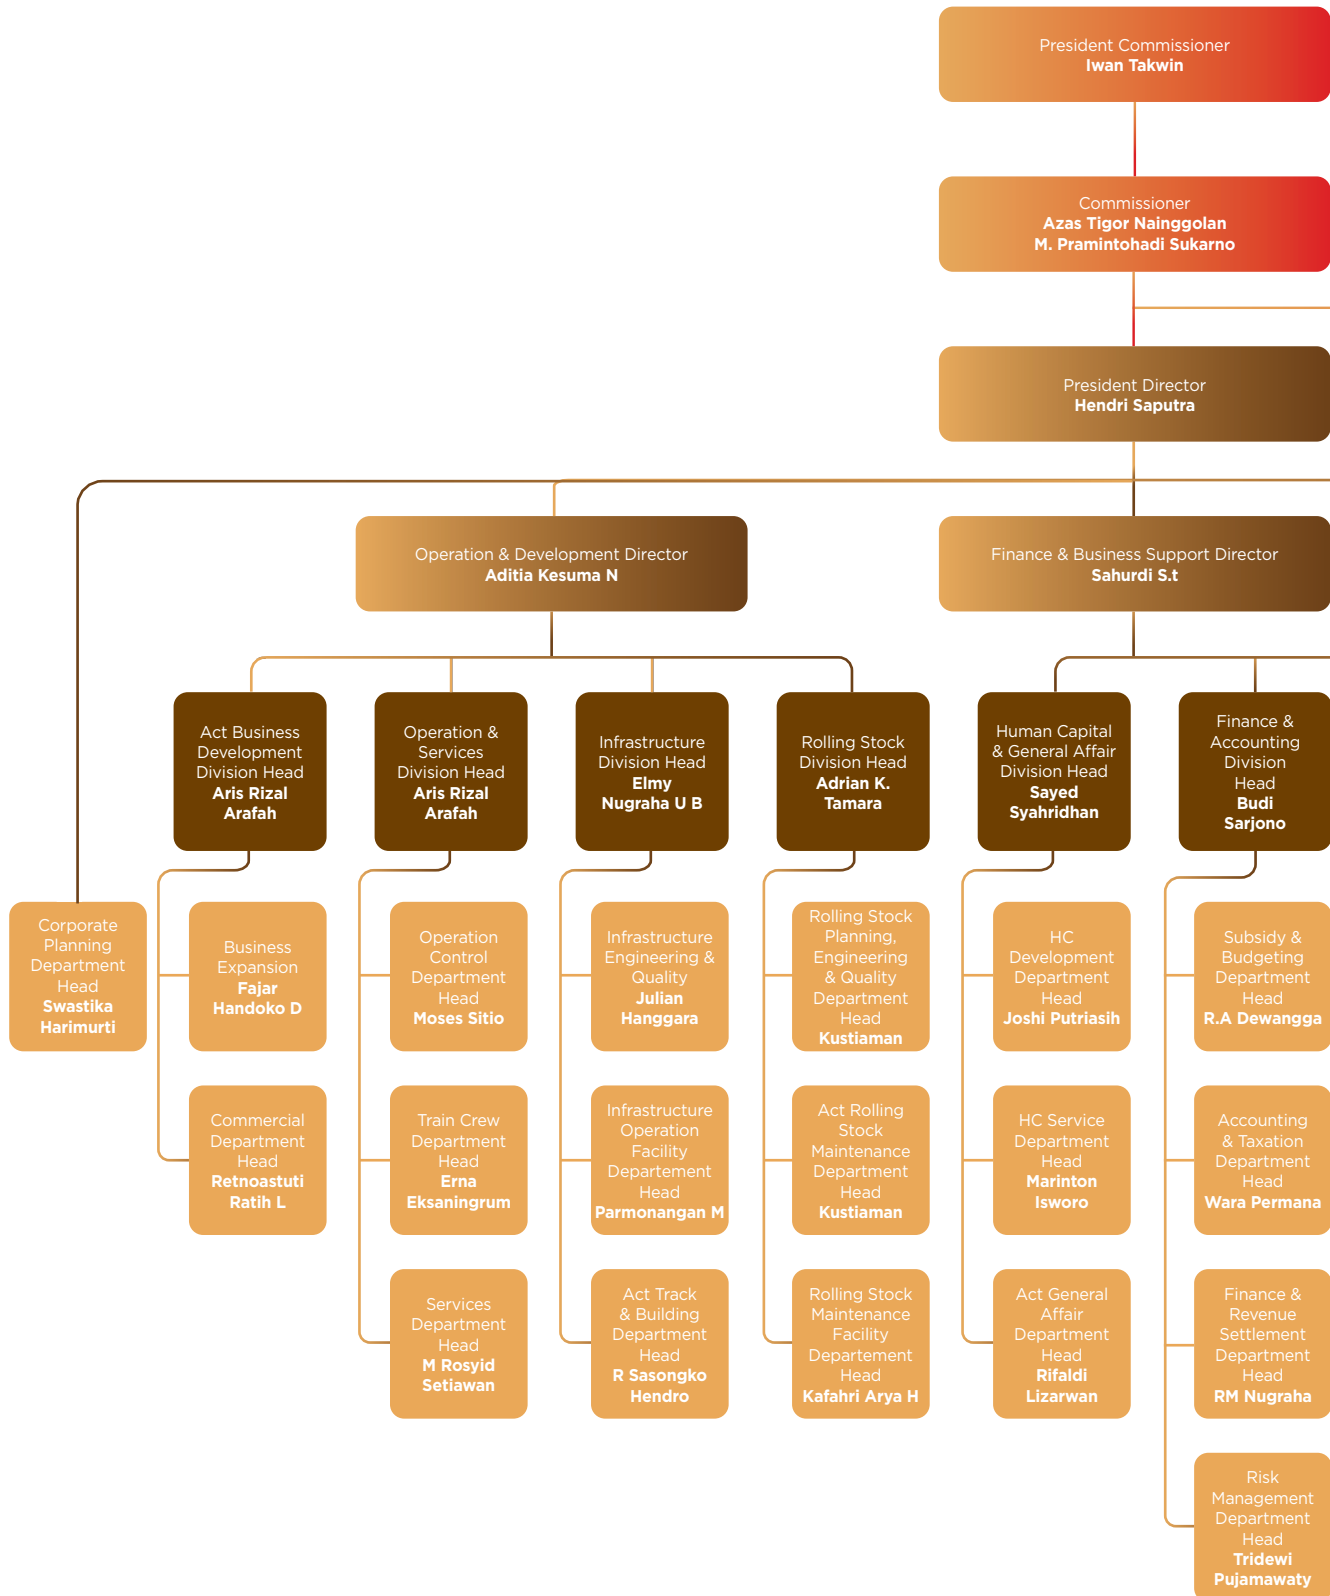 President Commissioner
Iwan Takwin
Commissioner
Azas Tigor Nainggolan
M. Pramintohadi Sukarno
President Director
Hendri Saputra
Operation & Development Director
Aditia Kesuma N
Finance & Business Support Director
Sahurdi S.t
Act Business
Development
Division Head
Aris Rizal
Arafah
Operation &
Services
Division Head
Aris Rizal
Arafah
Infrastructure
Division Head
Elmy
Nugraha U B
Rolling Stock
Division Head
Adrian K.
Tamara
Human Capital
& General Affair
Division Head
Sayed
Syahridhan
Finance &
Accounting
Division
Head
Budi
Sarjono
Corporate
Planning
Department
Head
Swastika
Harimurti
Business
Expansion
Fajar
Handoko D
Operation
Control
Department
Head
Moses Sitio
Infrastructure
Engineering &
Quality
Julian
Hanggara
Rolling Stock
Planning,
Engineering
& Quality
Department
Head
Kustiaman
HC
Development
Department
Head
Joshi Putriasih
Subsidy &
Budgeting
Department
Head
R.A Dewangga
Commercial
Department
Head
Retnoastuti
Ratih L
Train Crew
Department
Head
Erna
Eksaningrum
Infrastructure
Operation
Facility
Departement
Head
Parmonangan M
Act Rolling
Stock
Maintenance
Department
Head
Kustiaman
HC Service
Department
Head
Marinton
Isworo
Accounting
& Taxation
Department
Head
Wara Permana
Services
Department
Head
M Rosyid
Setiawan
Act Track
& Building
Department
Head
R Sasongko
Hendro
Rolling Stock
Maintenance
Facility
Departement
Head
Kafahri Arya H
Act General
Affair
Department
Head
Rifaldi
Lizarwan
Finance &
Revenue
Settlement
Department
Head
RM Nugraha
Risk
Management
Department
Head
Tridewi
Pujamawaty